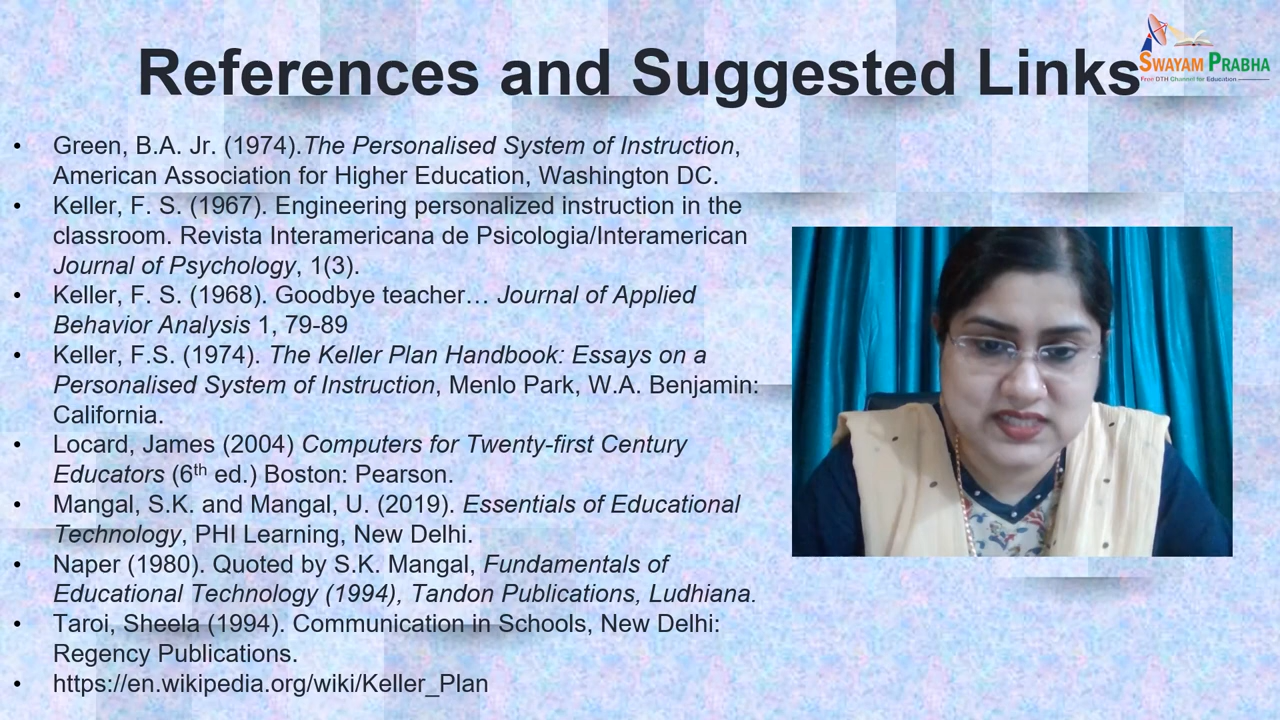 References and Suggested Links
SWAYAM PRABHA
Free DTH Channel for Education
• Green, B.A. Jr. (1974).The Personalised System of Instruction,
American Association for Higher Education, Washington DC.
• Keller, F. S. (1967). Engineering personalized instruction in the
classroom. Revista Interamericana de Psicologia/Interamerican
Journal of Psychology, 1(3).
• Keller, F. S. (1968). Goodbye teacher… Journal of Applied
Behavior Analysis 1, 79-89
• Keller, F.S. (1974). The Keller Plan Handbook: Essays on a
Personalised System of Instruction, Menlo Park, W.A. Benjamin:
California.
• Locard, James (2004) Computers for Twenty-first Century
Educators (6th ed.) Boston: Pearson.
• Mangal, S.K. and Mangal, U. (2019). Essentials of Educational
Technology, PHI Learning, New Delhi.
• Naper (1980). Quoted by S.K. Mangal, Fundamentals of
Educational Technology (1994), Tandon Publications, Ludhiana.
• Taroi, Sheela (1994). Communication in Schools, New Delhi:
Regency Publications.
• https://en.wikipedia.org/wiki/Keller_Plan